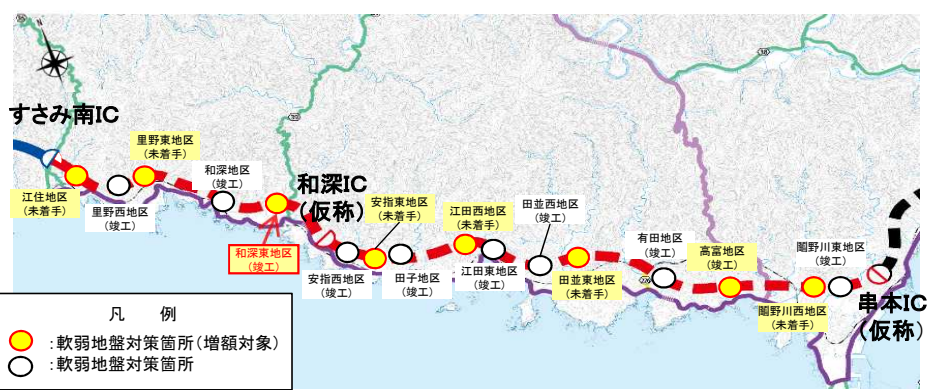 すさみ南IC
江住地区
(未着手)
里野西地区
(竣工)
里野東地区
(未着手)
和深地区
(竣工)
和深東地区
(竣工)
和深IC
(仮称)
安指西地区
(竣工)
安指東地区
(未着手)
田子地区
(竣工)
江田西地区
(未着手)
江田東地区
(竣工)
田並西地区
(竣工)
田並東地区
(未着手)
有田地区
(竣工)
高富地区
(未着手)
鬮野川西地区
(未着手)
鬮野川東地区
(竣工)
串本IC
(仮称)
N
39
38
凡 例
:軟弱地盤対策箇所(増額対象)
:軟弱地盤対策箇所